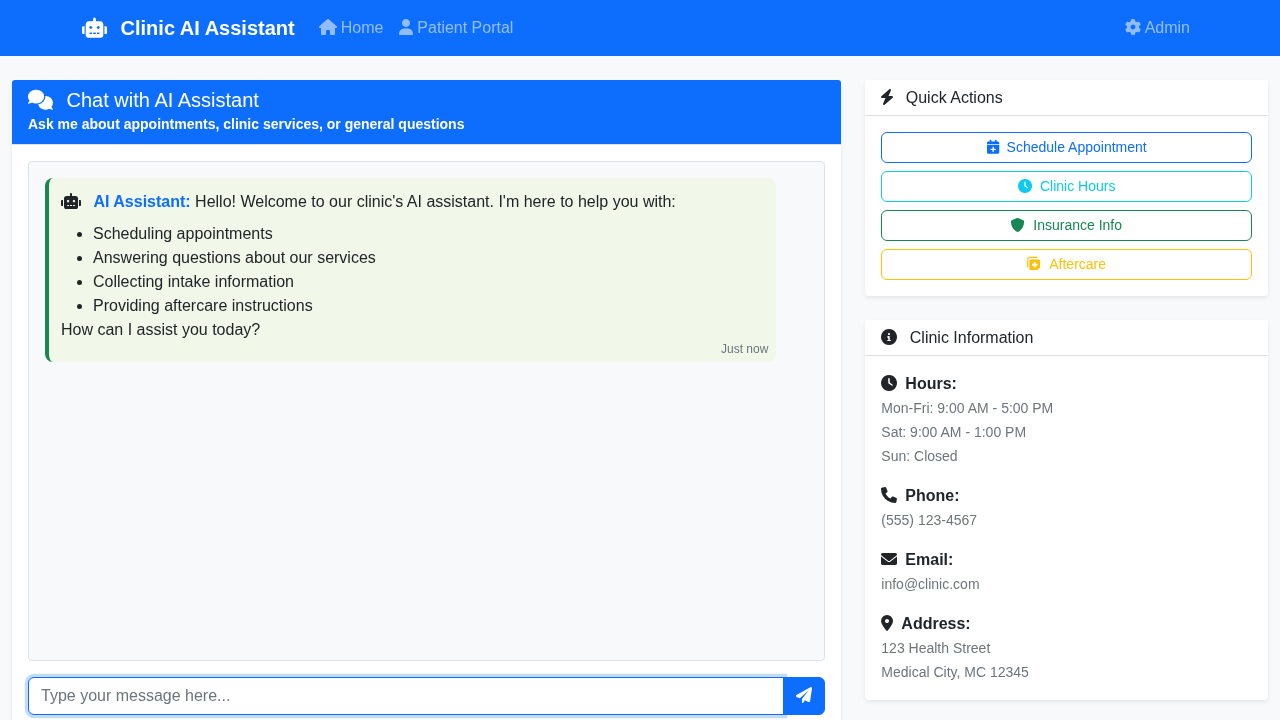 Clinic AI Assistant
Home
Patient Portal
Admin
Chat with AI Assistant
Ask me about appointments, clinic services, or general questions
AI Assistant: Hello! Welcome to our clinic's AI assistant. I'm here to help you with:
Scheduling appointments
Answering questions about our services
Collecting intake information
Providing aftercare instructions
How can I assist you today?
Just now
Type your message here...
Quick Actions
Schedule Appointment
Clinic Hours
Insurance Info
Aftercare
Clinic Information
Hours:
Mon-Fri: 9:00 AM - 5:00 PM
Sat: 9:00 AM - 1:00 PM
Sun: Closed
Phone:
(555) 123-4567
Email:
info@clinic.com
Address:
123 Health Street
Medical City, MC 12345